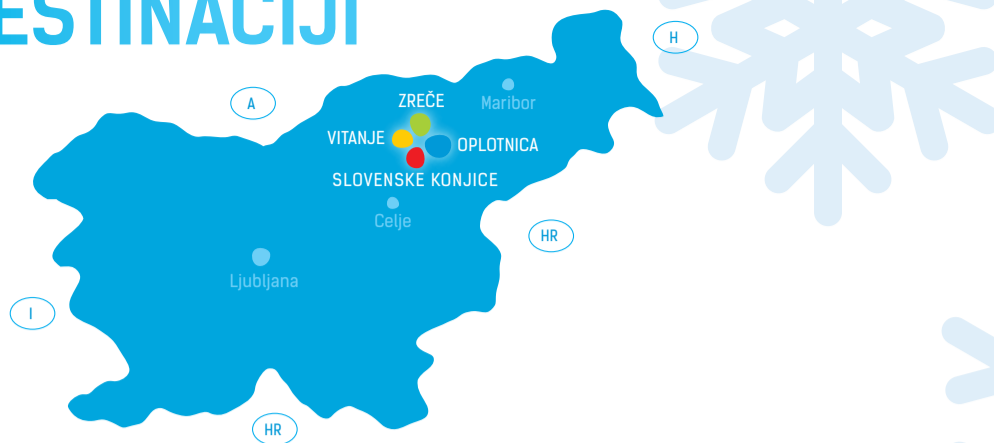 ESTINACIJI
H
A
ZREČE
Maribor
VITANJE
OPLOTNICA
SLOVENSKE KONJICE
Celje
HR
Ljubljana
I
HR